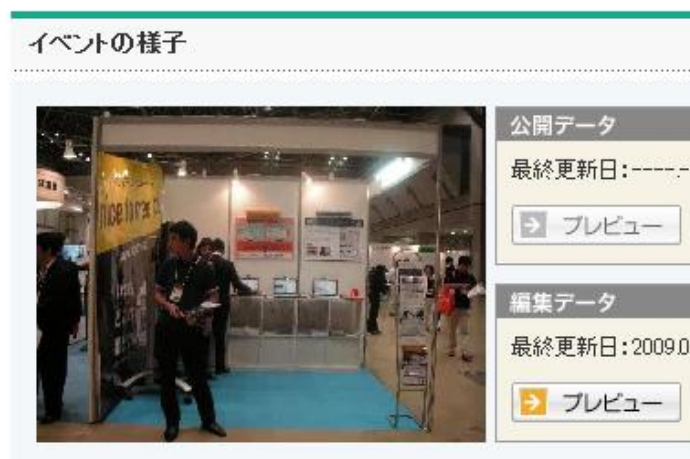 イベントの様子
公開データ
最終更新日:----.-
プレビュー
編集データ
最終更新日:2009.0
プレビュー